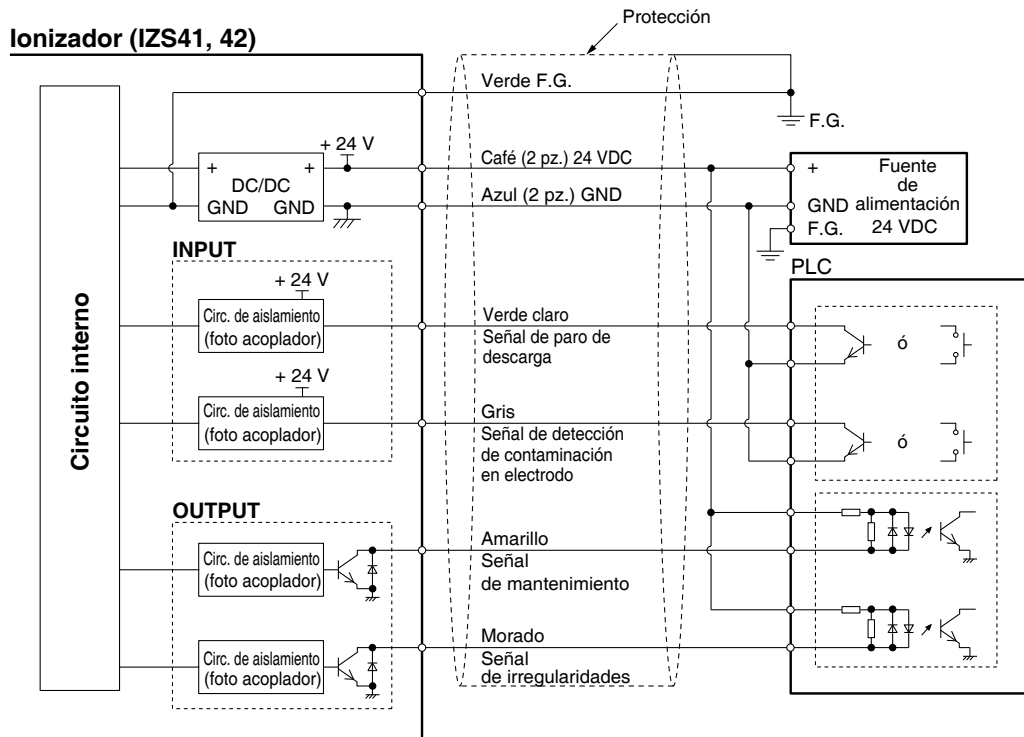 Protección
Ionizador (IZS41, 42)
Verde F.G.
F.G.
+ 24 V
Café (2 pz.) 24 VDC
+ +
DC/DC
GND GND
Azul (2 pz.) GND
+ Fuente
de
GND alimentación
F.G. 24 VDC
INPUT
PLC
+ 24 V
Circ. de aislamiento
(foto acoplador)
Verde claro
Señal de paro de
descarga
ó
+ 24 V
Circ. de aislamiento
(foto acoplador)
Gris
Señal de detección
de contaminación
en electrodo
ó
Circuito interno
OUTPUT
Circ. de aislamiento
(foto acoplador)
Amarillo
Señal
de mantenimiento
Circ. de aislamiento
(foto acoplador)
Morado
Señal
de irregularidades